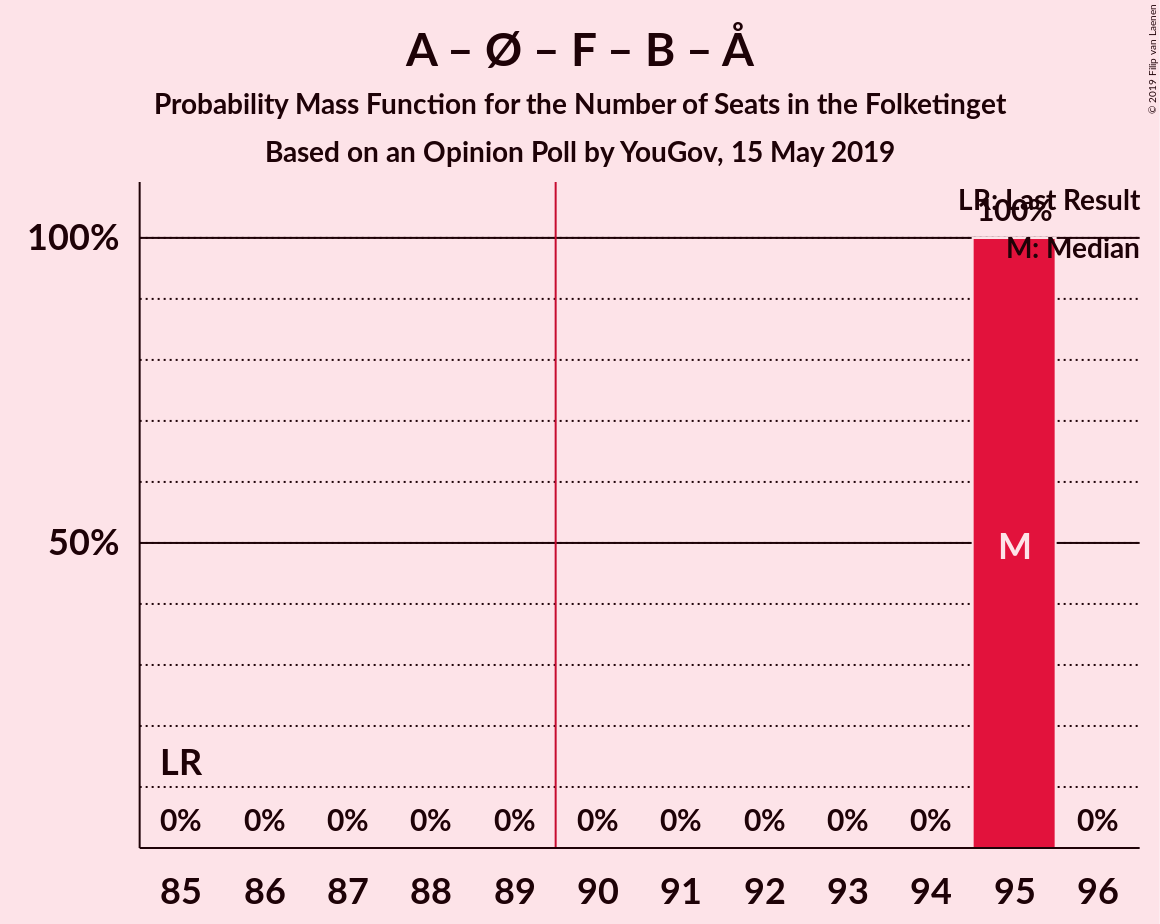 A – Ø – F – B – Å
Probability Mass Function for the Number of Seats in the Folketinget
Based on an Opinion Poll by YouGov, 15 May 2019
© 2019 Filip van Laenen
LR: Last Result
100%
M: Median
100%
50%
M
LR
0% 0% 0% 0% 0% 0% 0% 0% 0% 0% 0%
85 86 87 88 89 90 91 92 93 94 95 96